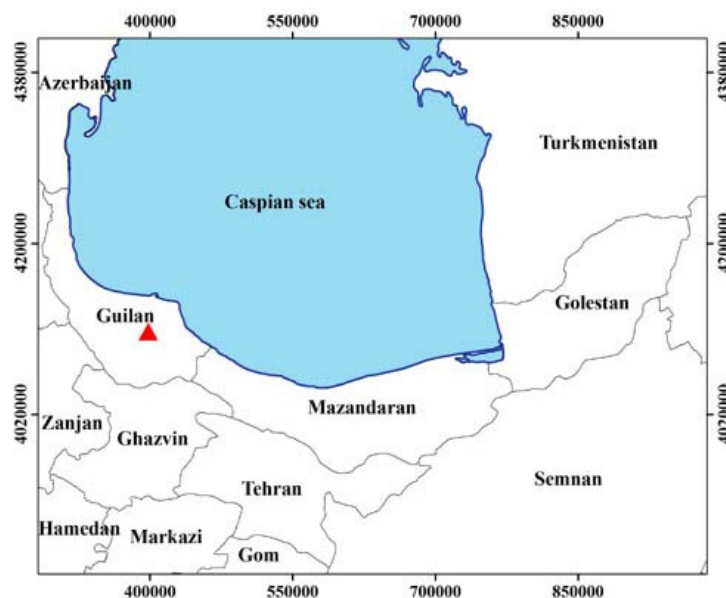 400000 550000 700000 850000
4380000 4380000
Azerbaijan
Turkmenistan
Caspian sea
4200000 4200000
Guilan
Golestan
4020000 4020000
Mazandaran
Zanjan
Ghazvin
Semnan
Tehran
Hamedan
Markazi
Gom
400000 550000 700000 850000